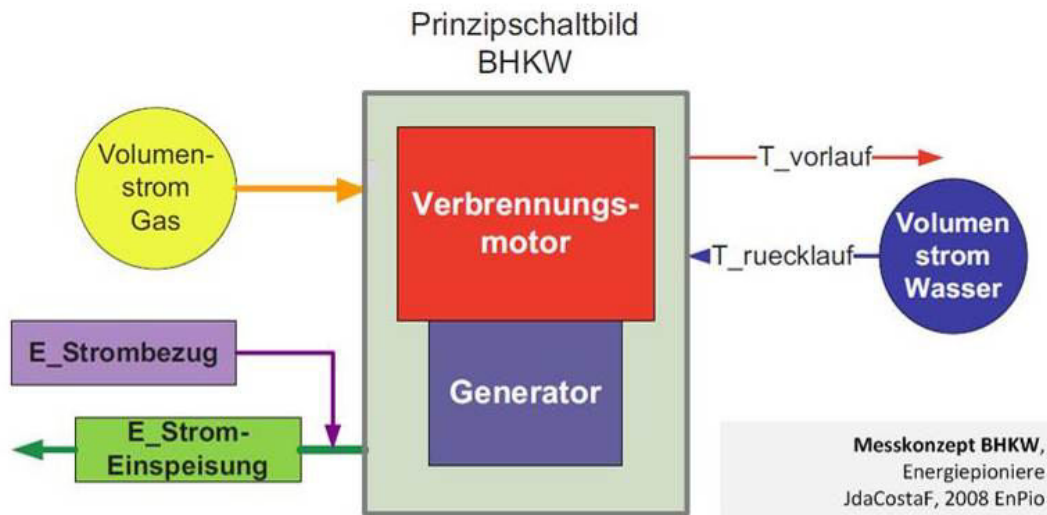 Prinzipschaltbild
BHKW
Volumen-
strom
Gas
Verbrennungs-
motor
T_vorlauf
T_ruecklauf
Volumen
strom
Wasser
E_Strombezug
Generator
E_Strom-
Einspeisung
Messkonzept BHKW,
Energiepioniere
JdaCostaF, 2008 EnPio